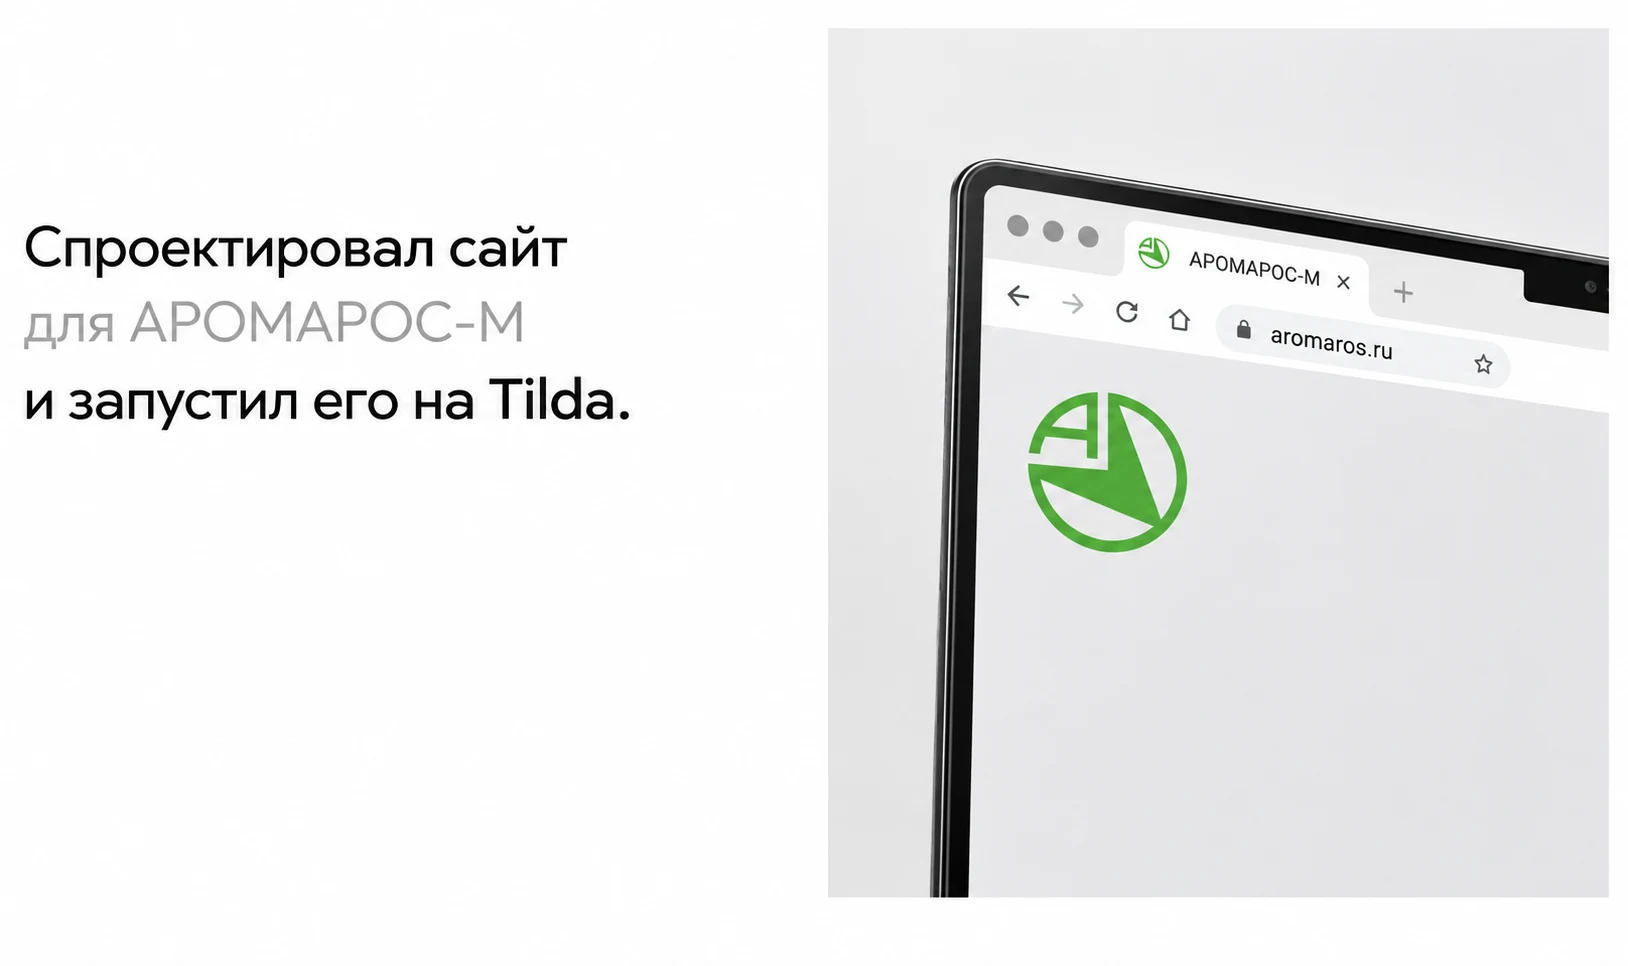 Спроектировал сайт
для АРОМАРОС-М
и запустил его на Tilda.
АРОМАРОС-М
aromaros.ru
А